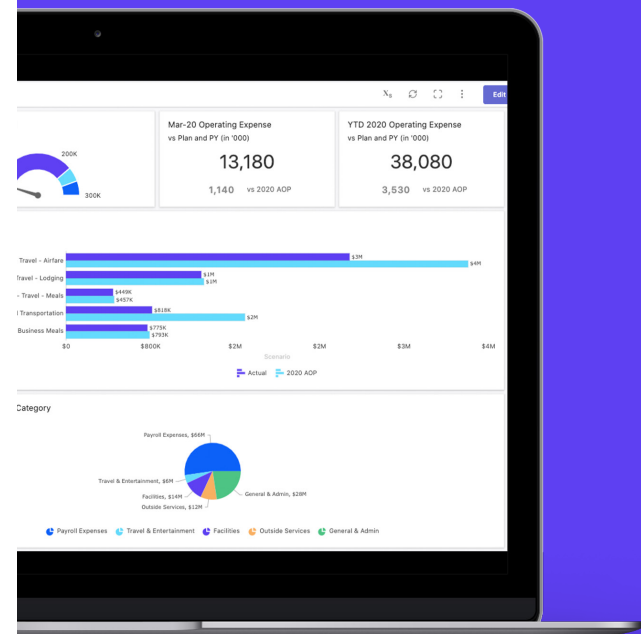 X₅
Edit
Mar-20 Operating Expense
vs Plan and PY (in '000)
13,180
1,140 vs 2020 AOP
YTD 2020 Operating Expense
vs Plan and PY (in '000)
38,080
3,530 vs 2020 AOP
200K
300K
Travel - Airfare
$3M
$4M
Travel - Lodging
$1M
$1M
- Travel - Meals
$449K
$457K
l Transportation
$818K
$2M
Business Meals
$775K
$793K
$0 $800K $2M $2M $3M $4M
Scenario
Actual 2020 AOP
Category
Payroll Expenses, $66M
Travel & Entertainment, $6M
Facilities, $14M
Outside Services, $12M
General & Admin, $28M
Payroll Expenses Travel & Entertainment Facilities Outside Services General & Admin